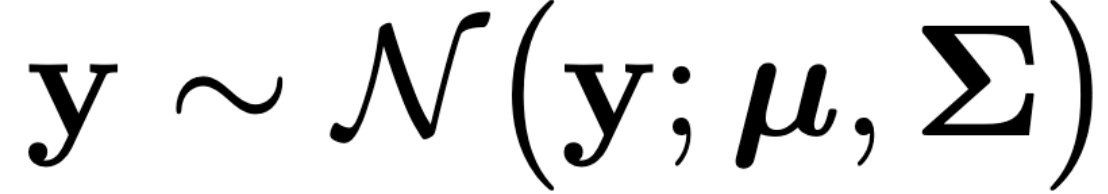 𝐲 ∼ 𝒩(𝐲; 𝝁, 𝚺)